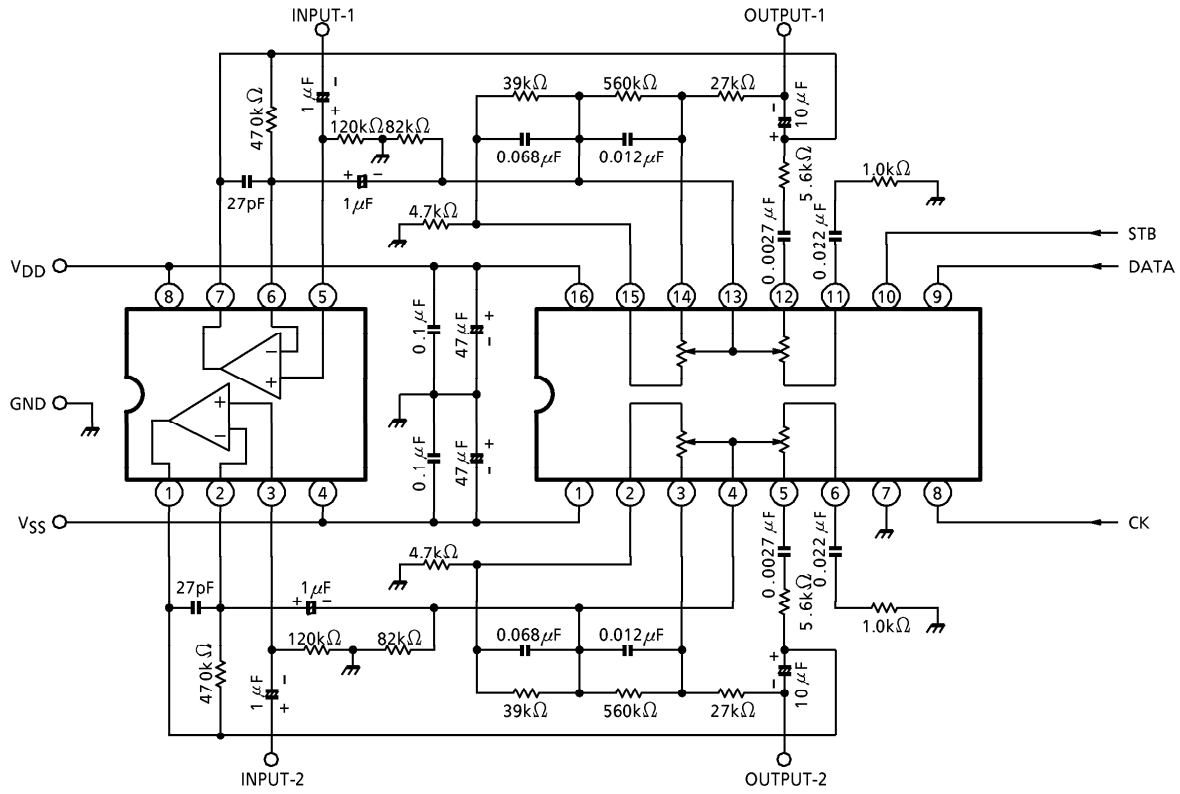 INPUT-1
OUTPUT-1
39kΩ
560kΩ
27kΩ
1μF
-
+
470kΩ
120kΩ
82kΩ
0.068μF
0.012μF
10μF
-
+
5.6kΩ
1.0kΩ
27pF
+
-
1μF
4.7kΩ
0.0027μF
0.022μF
STB
VDD
DATA
8
7
6
5
16
15
14
13
12
11
10
9
0.1μF
47μF
+
-
−
+
GND
+
−
0.1μF
47μF
+
-
1
2
3
4
1
2
3
4
5
6
7
8
VSS
CK
4.7kΩ
0.0027μF
0.022μF
27pF
1μF
+
−
5.6kΩ
1.0kΩ
120kΩ
82kΩ
0.068μF
0.012μF
470kΩ
1μF
-
+
+
-
10μF
39kΩ
560kΩ
27kΩ
INPUT-2
OUTPUT-2